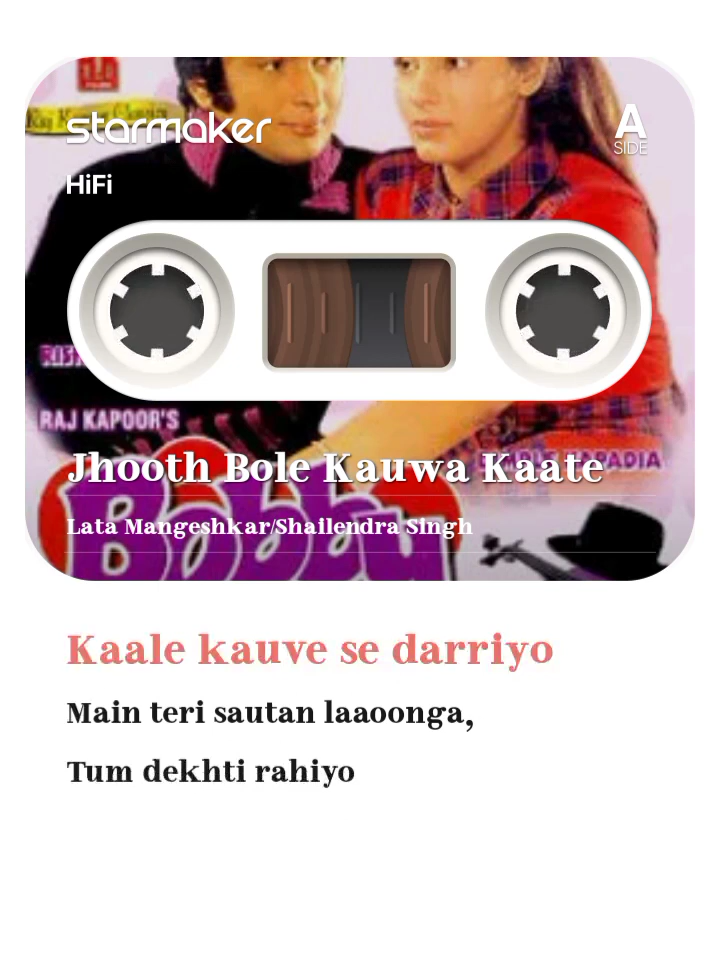 starmaker
A
SIDE
HiFi
RAJ KAPOOR'S
Jhooth Bole Kauwa Kaate
Lata Mangeshkar/Shailendra Singh
Bobby
Kaale kauve se darriyo
Main teri sautan laaoonga,
Tum dekhti rahiyo